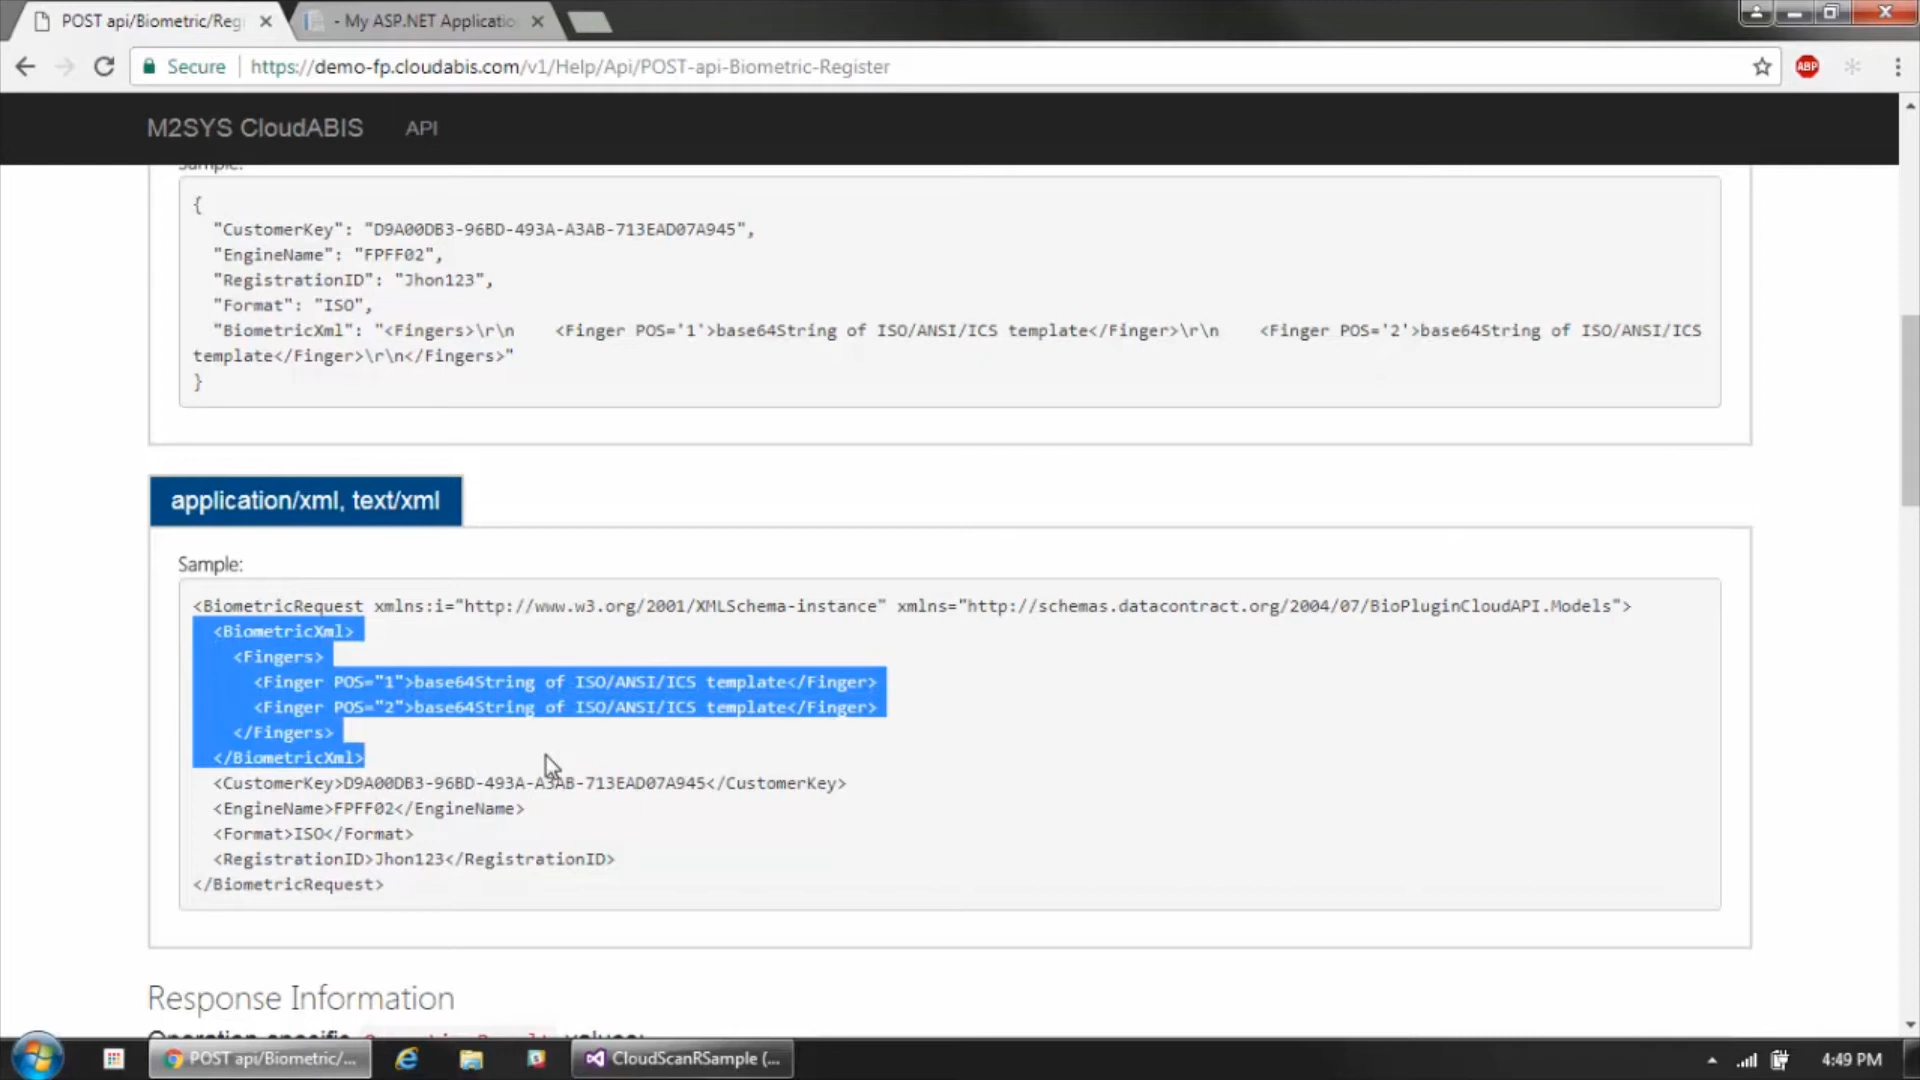 POST api/Biometric/Reg
- My ASP.NET Applicatio
Secure
https://demo-fp.cloudabis.com/v1/Help/Api/POST-api-Biometric-Register
ABP
M2SYS CloudABIS
API
Sample:
{
"CustomerKey": "D9A00DB3-96BD-493A-A3AB-713EAD07A945",
"EngineName": "FPFF02",
"RegistrationID": "Jhon123",
"Format": "ISO",
"BiometricXml": "<Fingers>\r\n    <Finger POS='1'>base64String of ISO/ANSI/ICS template</Finger>\r\n    <Finger POS='2'>base64String of ISO/ANSI/ICS
template</Finger>\r\n</Fingers>"
}
application/xml, text/xml
Sample:
<BiometricRequest xmlns:i="http://www.w3.org/2001/XMLSchema-instance" xmlns="http://schemas.datacontract.org/2004/07/BioPluginCloudAPI.Models">
<BiometricXml>
<Fingers>
<Finger POS="1">base64String of ISO/ANSI/ICS template</Finger>
<Finger POS="2">base64String of ISO/ANSI/ICS template</Finger>
</Fingers>
</BiometricXml>
<CustomerKey>D9A00DB3-96BD-493A-A3AB-713EAD07A945</CustomerKey>
<EngineName>FPFF02</EngineName>
<Format>ISO</Format>
<RegistrationID>Jhon123</RegistrationID>
</BiometricRequest>
Response Information
Operation-specific values:
POST api/Biometric/...
CloudScanRSample (...
4:49 PM